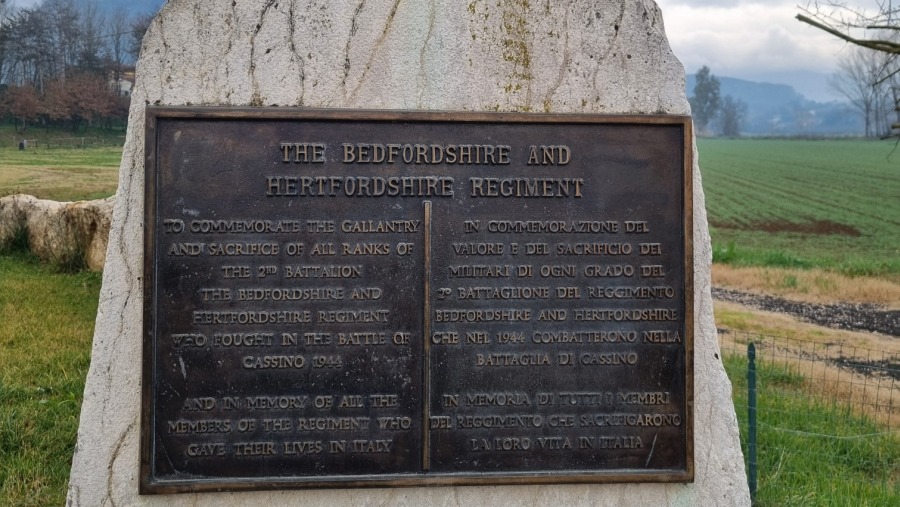 THE BEDFORDSHIRE AND
HERTFORDSHIRE REGIMENT
TO COMMEMORATE THE GALLANTRY
AND SACRIFICE OF ALL RANKS OF
THE 2ND BATTALION
THE BEDFORDSHIRE AND
HERTFORDSHIRE REGIMENT
WHO FOUGHT IN THE BATTLE OF
CASSINO 1944
AND IN MEMORY OF ALL THE
MEMBERS OF THE REGIMENT WHO
GAVE THEIR LIVES IN ITALY
IN COMMEMORAZIONE DEL
VALORE E DEL SACRIFICIO DEI
MILITARI DI OGNI GRADO DEL
2º BATTAGLIONE DEL REGGIMENTO
BEDFORDSHIRE AND HERTFORDSHIRE
CHE NEL 1944 COMBATTERONO NELLA
BATTAGLIA DI CASSINO
IN MEMORIA DI TUTTI I MEMBRI
DEL REGGIMENTO CHE SACRIFICARONO
LA LORO VITA IN ITALIA